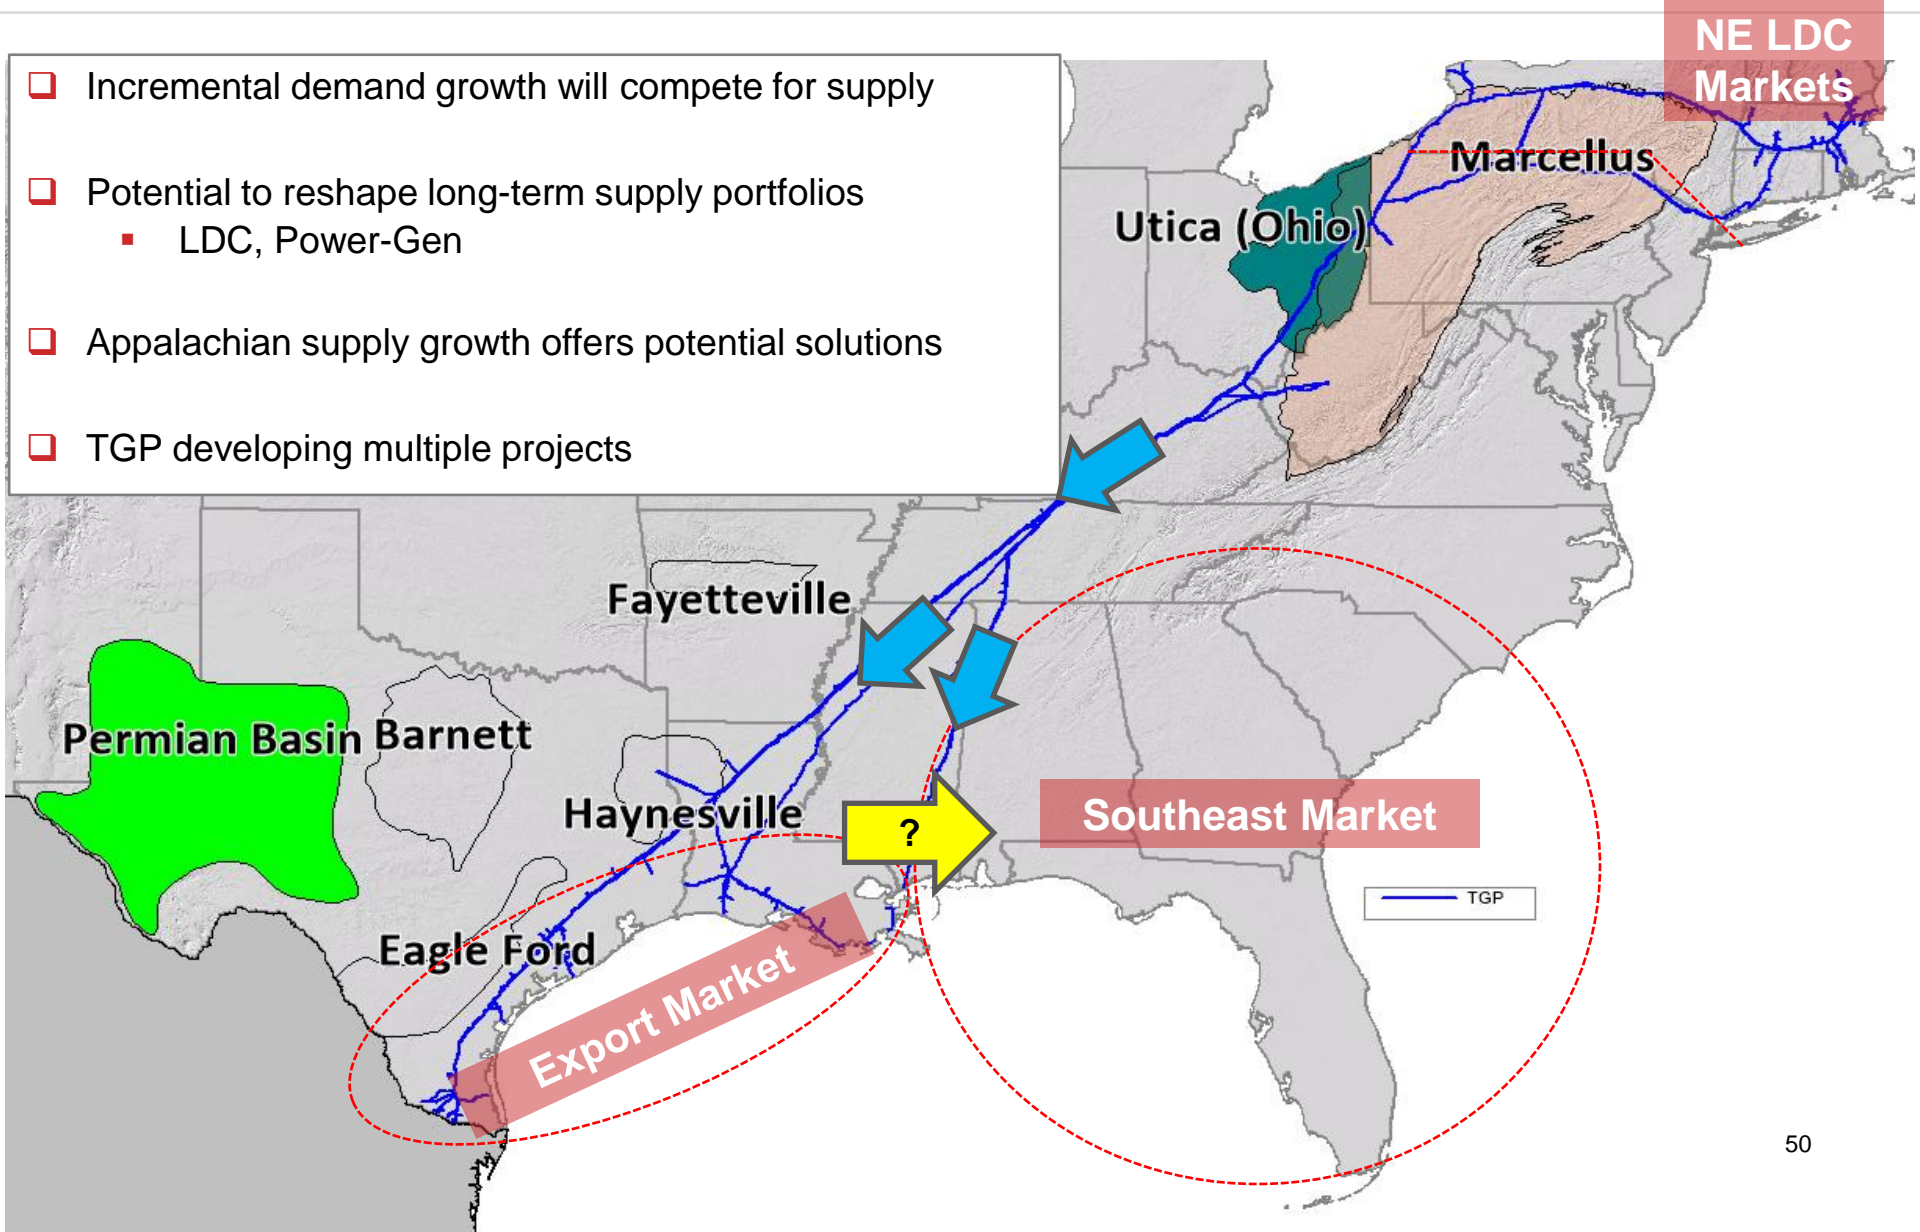 NE LDC
Markets
Incremental demand growth will compete for supply
Potential to reshape long-term supply portfolios
LDC, Power-Gen
Appalachian supply growth offers potential solutions
TGP developing multiple projects
Marcellus
Utica (Ohio)
Fayetteville
Permian Basin
Barnett
Haynesville
?
Southeast Market
TGP
Eagle Ford
Export Market
50